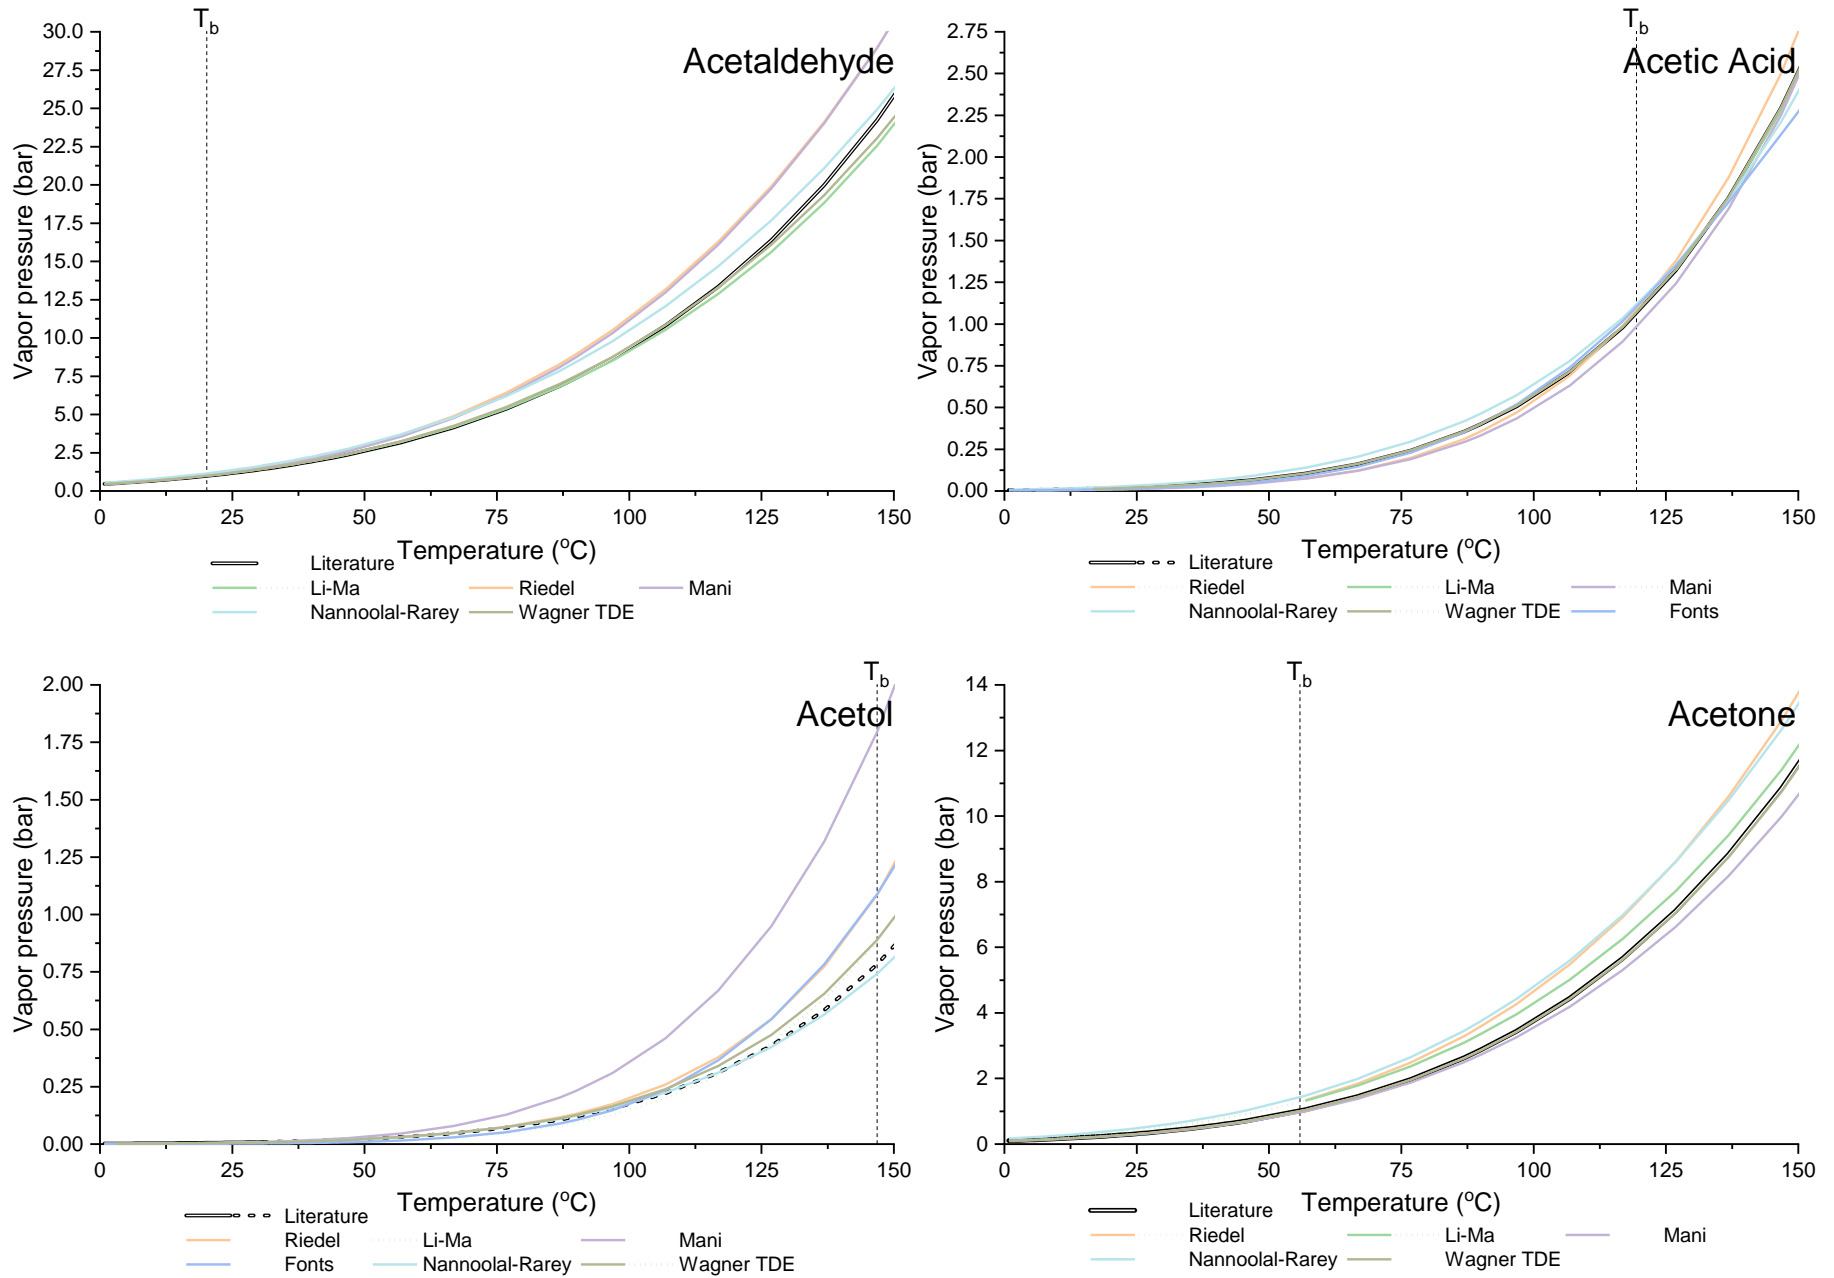 Tb
Acetaldehyde
Vapor pressure (bar)
30.0
27.5
25.0
22.5
20.0
17.5
15.0
12.5
10.0
7.5
5.0
2.5
0.0
0 25 50 75 100 125 150
Temperature (oC)
Literature
Li-Ma Riedel Mani
Nannoolal-Rarey Wagner TDE
Tb
Acetic Acid
Vapor pressure (bar)
2.75
2.50
2.25
2.00
1.75
1.50
1.25
1.00
0.75
0.50
0.25
0.00
0 25 50 75 100 125 150
Temperature (oC)
Literature
Riedel Li-Ma Mani
Nannoolal-Rarey Wagner TDE Fonts
Tb
Acetol
Vapor pressure (bar)
2.00
1.75
1.50
1.25
1.00
0.75
0.50
0.25
0.00
0 25 50 75 100 125 150
Temperature (oC)
Literature
Riedel Li-Ma Mani
Fonts Nannoolal-Rarey Wagner TDE
Tb
Acetone
Vapor pressure (bar)
14
12
10
8
6
4
2
0
0 25 50 75 100 125 150
Temperature (oC)
Literature
Riedel Li-Ma Mani
Nannoolal-Rarey Wagner TDE